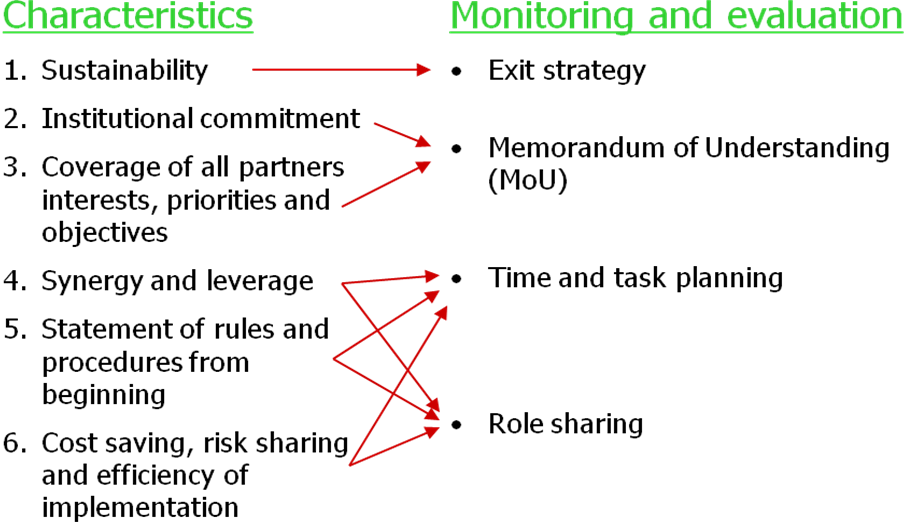 Characteristics
1. Sustainability
2. Institutional commitment
3. Coverage of all partners
interests, priorities and
objectives
4. Synergy and leverage
5. Statement of rules and
procedures from
beginning
6. Cost saving, risk sharing
and efficiency of
implementation
Monitoring and evaluation
• Exit strategy
• Memorandum of Understanding
(MoU)
• Time and task planning
• Role sharing